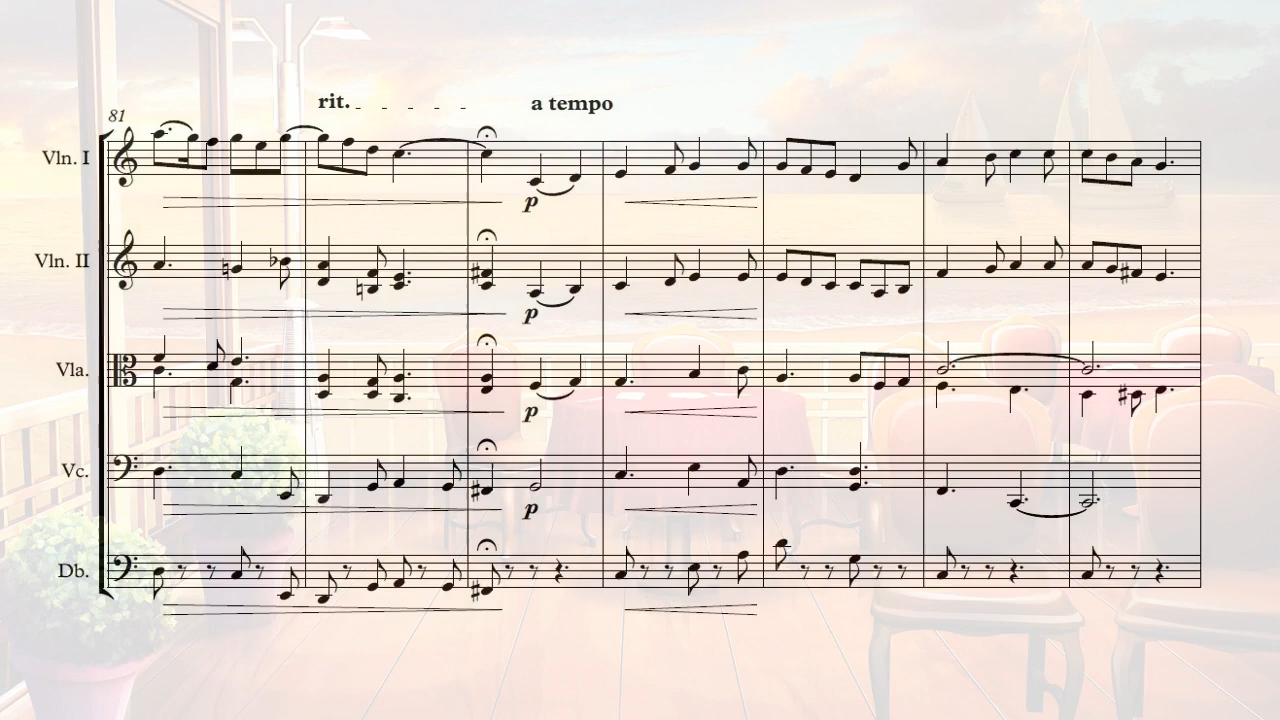 rit.
a tempo
81
Vln. I
p
Vln. II
p
Vla.
p
Vc.
p
Db.